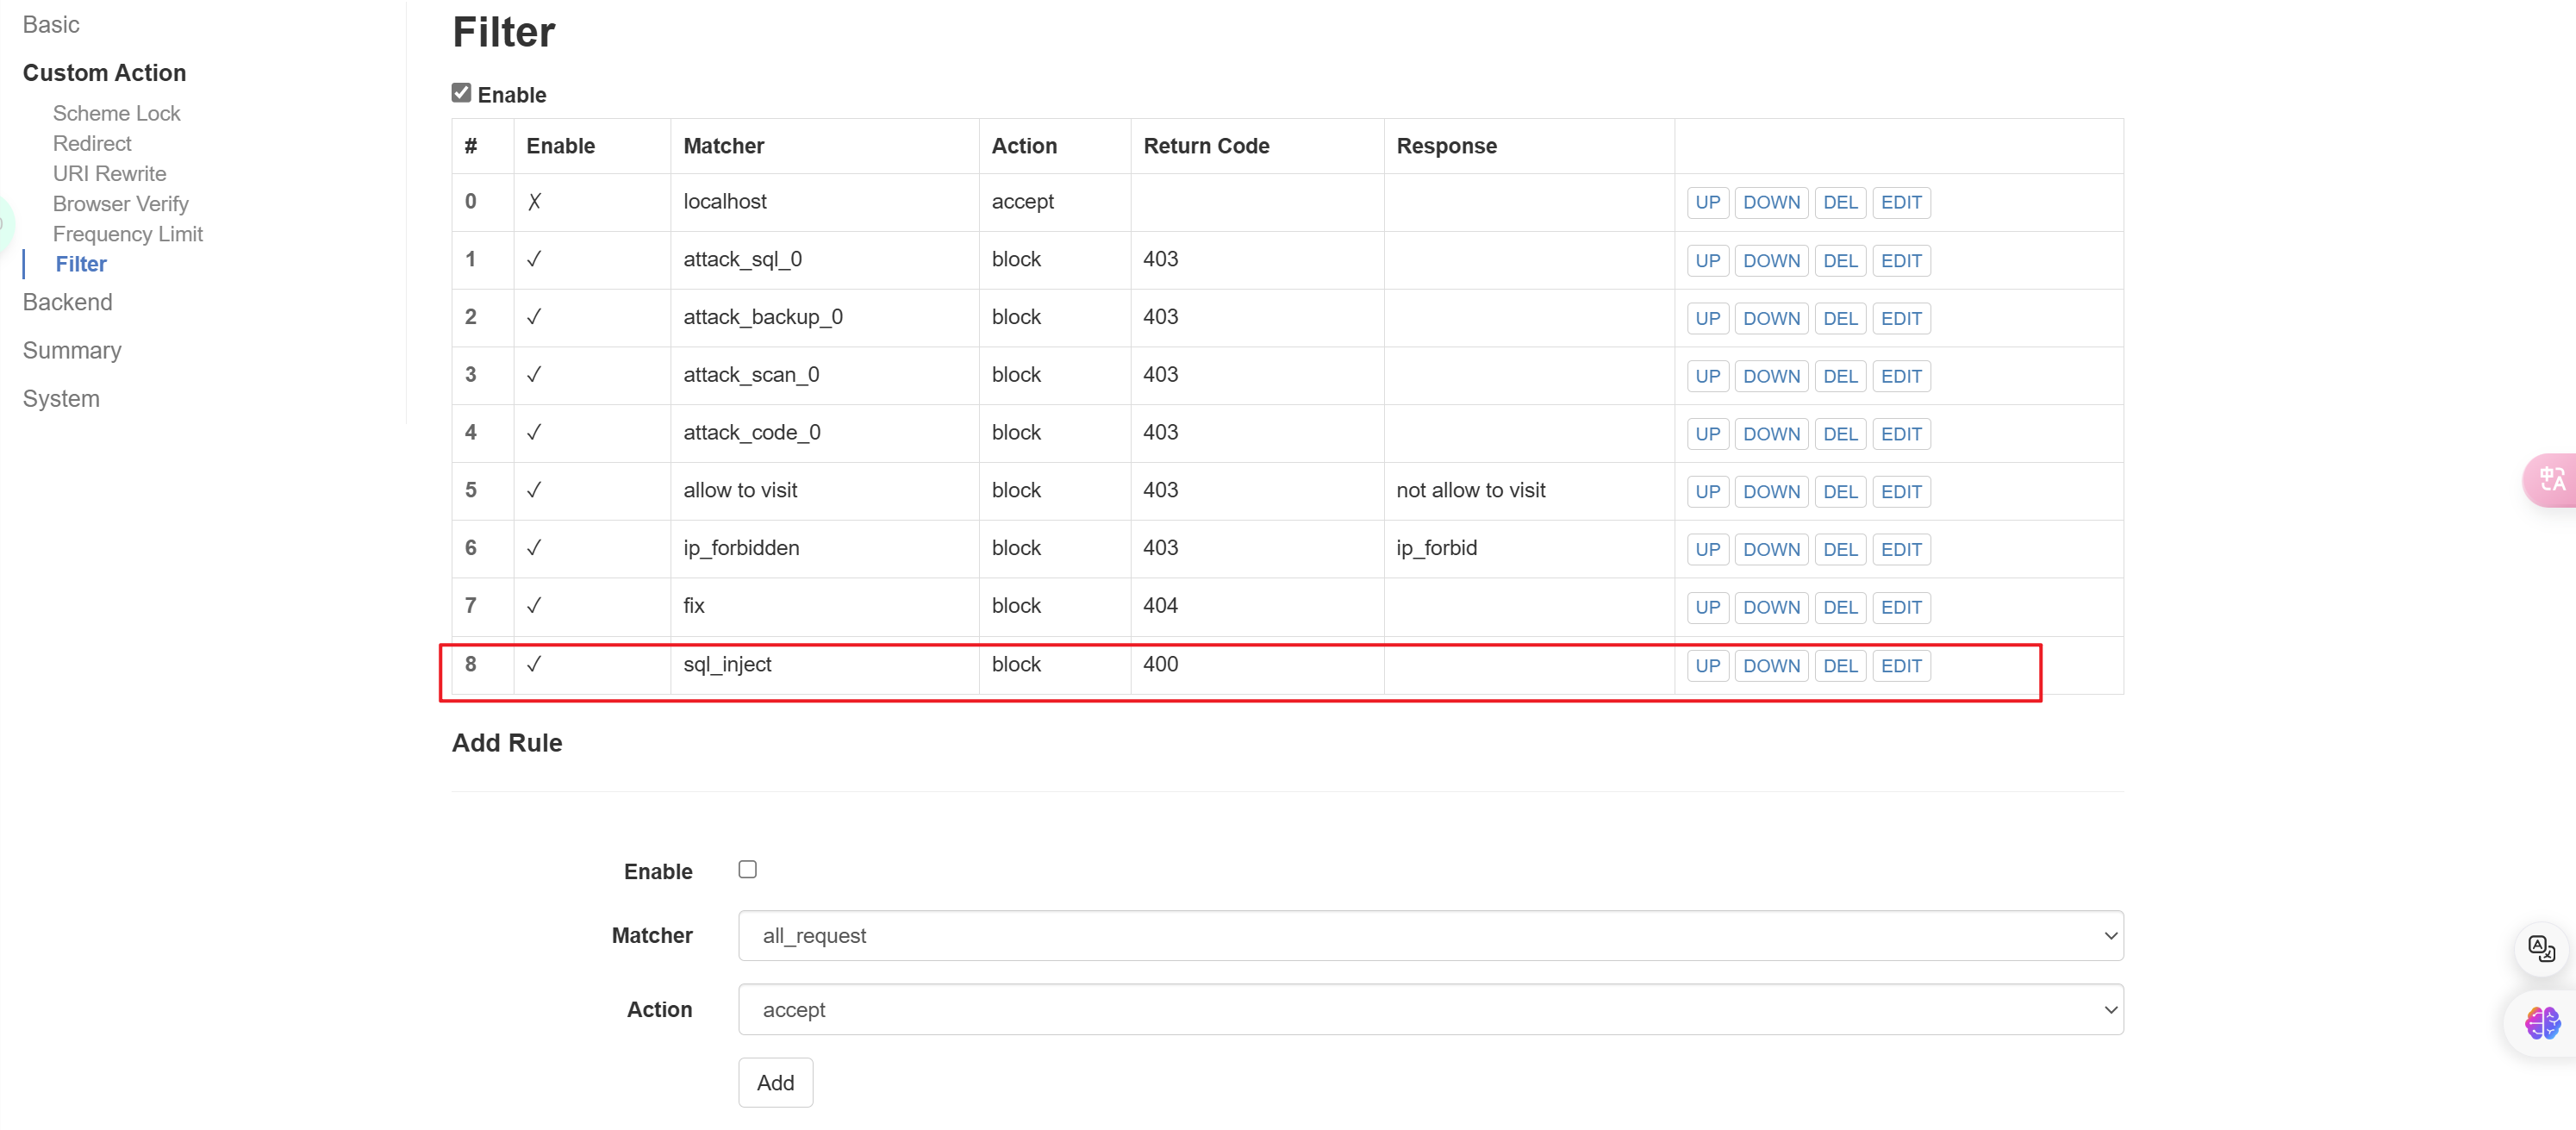 Basic
Custom Action
Scheme Lock
Redirect
URI Rewrite
Browser Verify
Frequency Limit
Filter
Backend
Summary
System
Filter
Enable
# Enable Matcher Action Return Code Response
0 ✗ localhost accept UP DOWN DEL EDIT
1 ✓ attack_sql_0 block 403 UP DOWN DEL EDIT
2 ✓ attack_backup_0 block 403 UP DOWN DEL EDIT
3 ✓ attack_scan_0 block 403 UP DOWN DEL EDIT
4 ✓ attack_code_0 block 403 UP DOWN DEL EDIT
5 ✓ allow to visit block 403 not allow to visit UP DOWN DEL EDIT
6 ✓ ip_forbidden block 403 ip_forbid UP DOWN DEL EDIT
7 ✓ fix block 404 UP DOWN DEL EDIT
8 ✓ sql_inject block 400 UP DOWN DEL EDIT
Add Rule
Enable
Matcher all_request
Action accept
Add